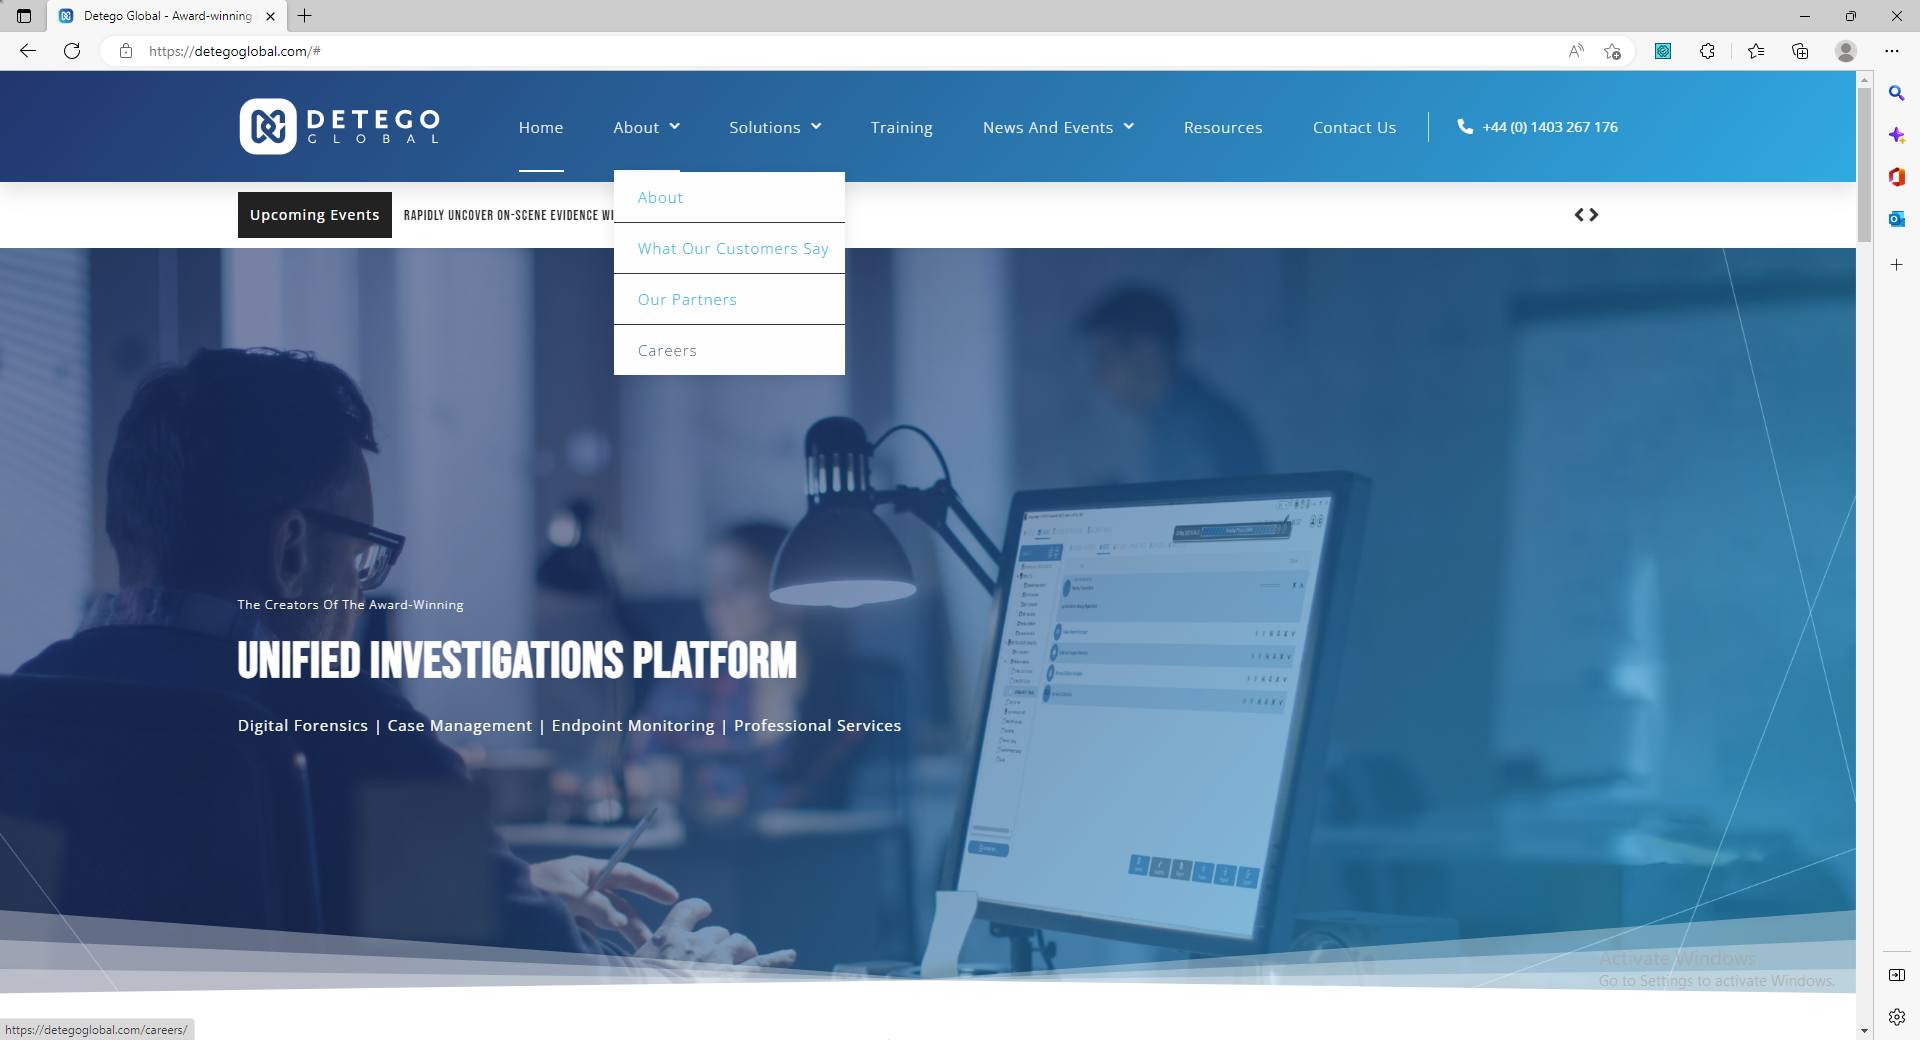 Detego Global - Award-winning
https://detegoglobal.com/#
DETEGO
GLOBAL
Home
About
Solutions
Training
News And Events
Resources
Contact Us
+44 (0) 1403 267 176
Upcoming Events
RAPIDLY UNCOVER ON-SCENE EVIDENCE WI
About
What Our Customers Say
Our Partners
Careers
The Creators Of The Award-Winning
UNIFIED INVESTIGATIONS PLATFORM
Digital Forensics | Case Management | Endpoint Monitoring | Professional Services
Activate Windows
Go to Settings to activate Windows.
https://detegoglobal.com/careers/